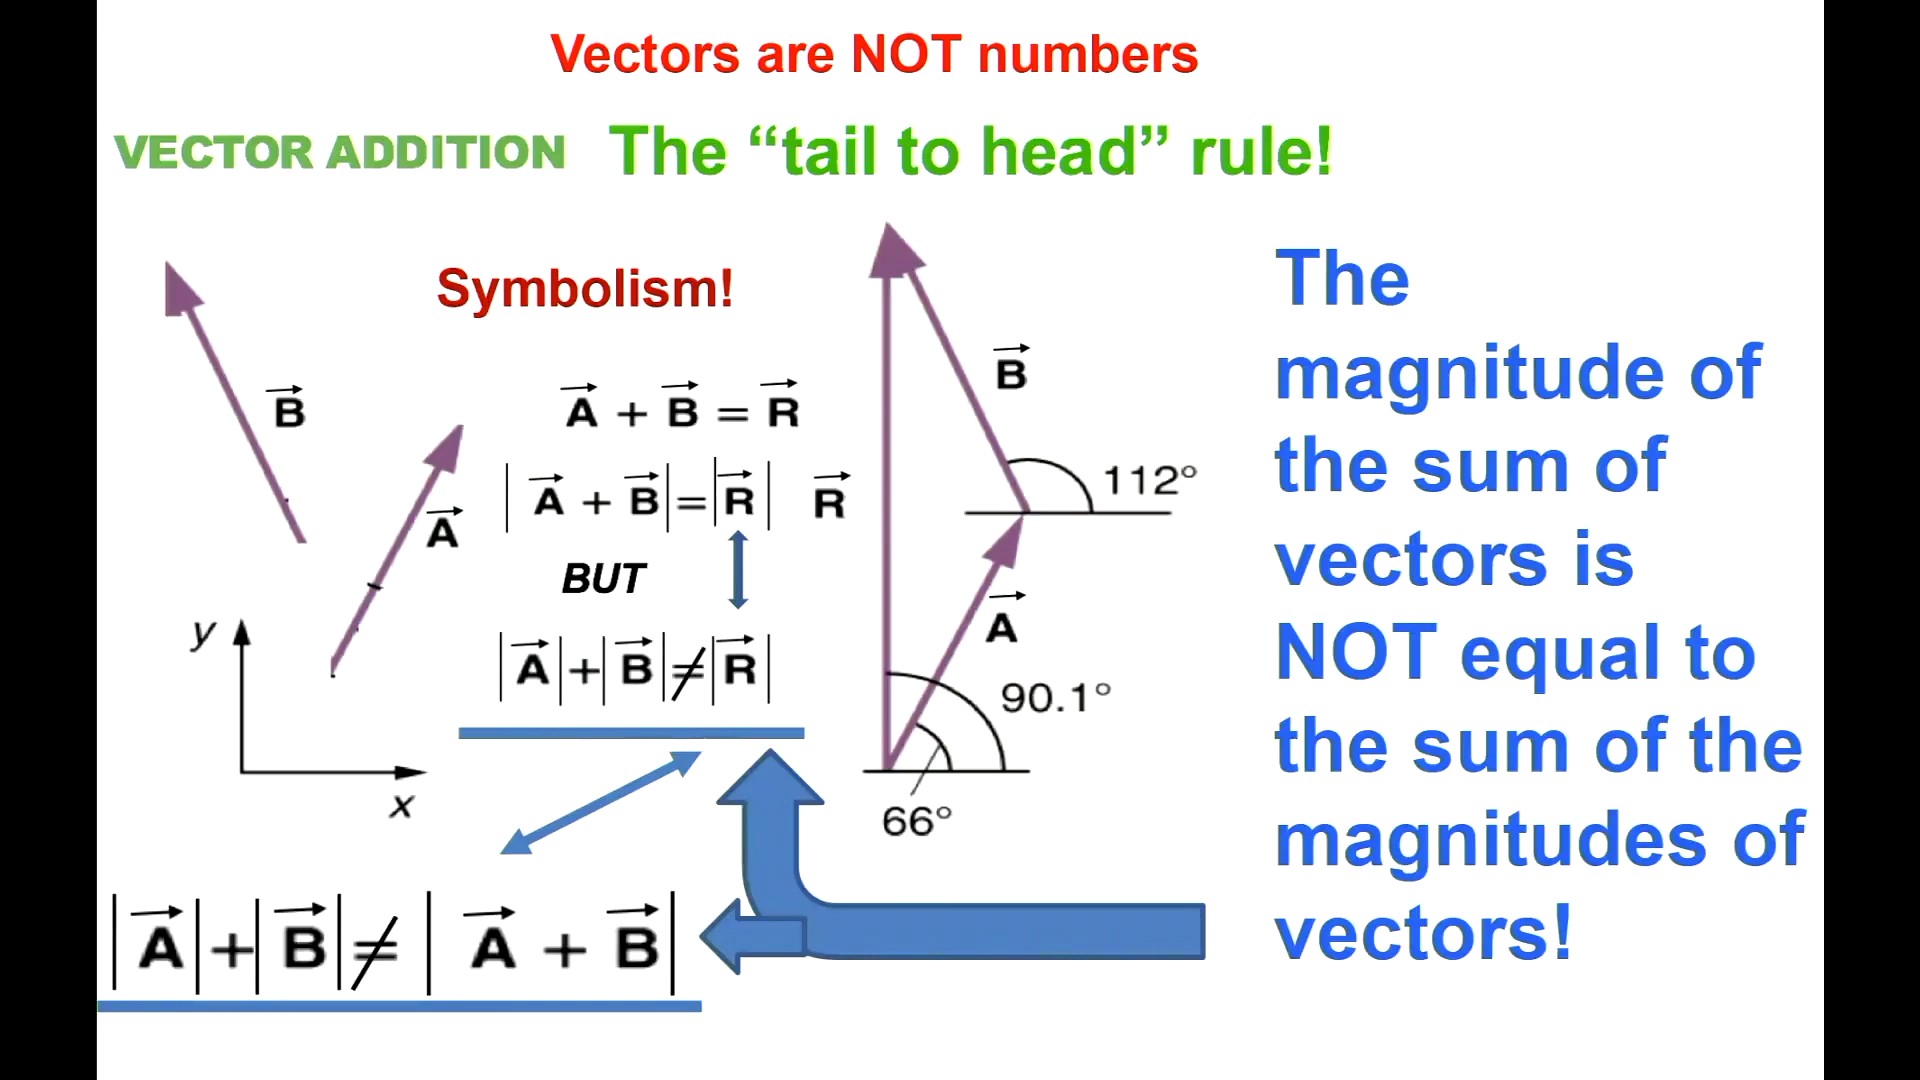 Vectors are NOT numbers
VECTOR ADDITION The “tail to head” rule!
Symbolism!
B⃗
A⃗
y
x
A⃗ + B⃗ = R⃗
|A⃗ + B⃗| = |R⃗|
BUT
|A⃗| + |B⃗| ≠ |R⃗|
|A⃗| + |B⃗| ≠ |A⃗ + B⃗|
R⃗
B⃗
112°
A⃗
90.1°
66°
The
magnitude of
the sum of
vectors is
NOT equal to
the sum of the
magnitudes of
vectors!